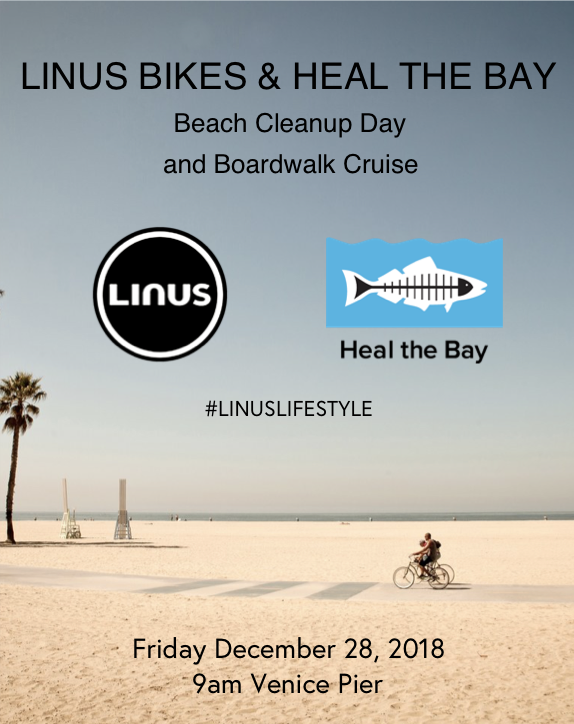 LINUS BIKES & HEAL THE BAY
Beach Cleanup Day
and Boardwalk Cruise
LINUS
Heal the Bay
#LINUSLIFESTYLE
Friday December 28, 2018
9am Venice Pier